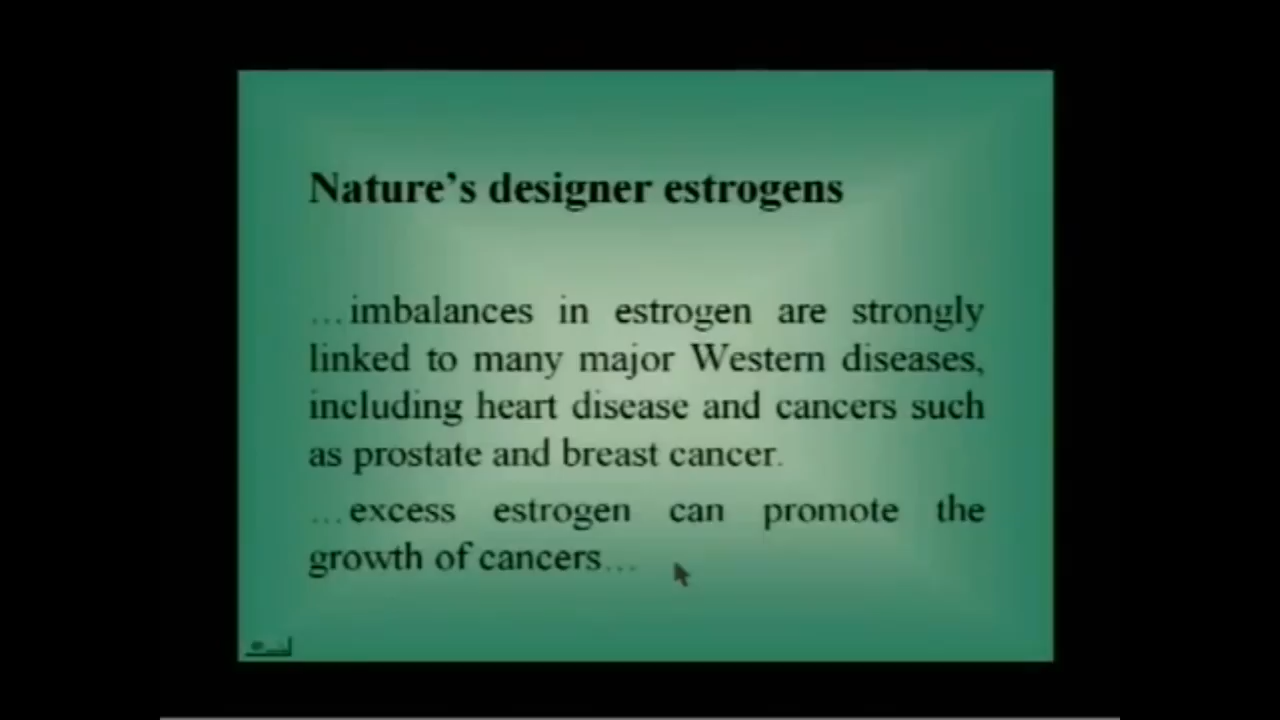 Nature's designer estrogens
...imbalances in estrogen are strongly
linked to many major Western diseases,
including heart disease and cancers such
as prostate and breast cancer.
...excess estrogen can promote the
growth of cancers...